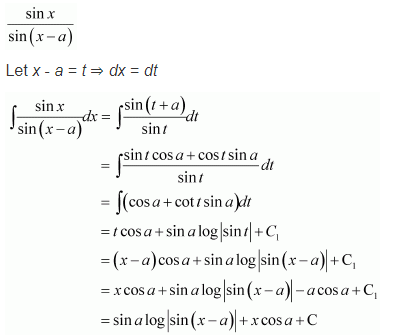 sin x / sin(x−a)
Let x - a = t ⇒ dx = dt
∫ sin x / sin(x−a) dx = ∫ sin(t+a) / sin t dt
= ∫ sin t cos a + cos t sin a / sin t dt
= ∫(cos a + cot t sin a)dt
= t cos a + sin a log|sin t| + C₁
= (x−a)cos a + sin a log|sin(x−a)| + C₁
= x cos a + sin a log|sin(x−a)| − a cos a + C₁
= sin a log|sin(x−a)| + x cos a + C